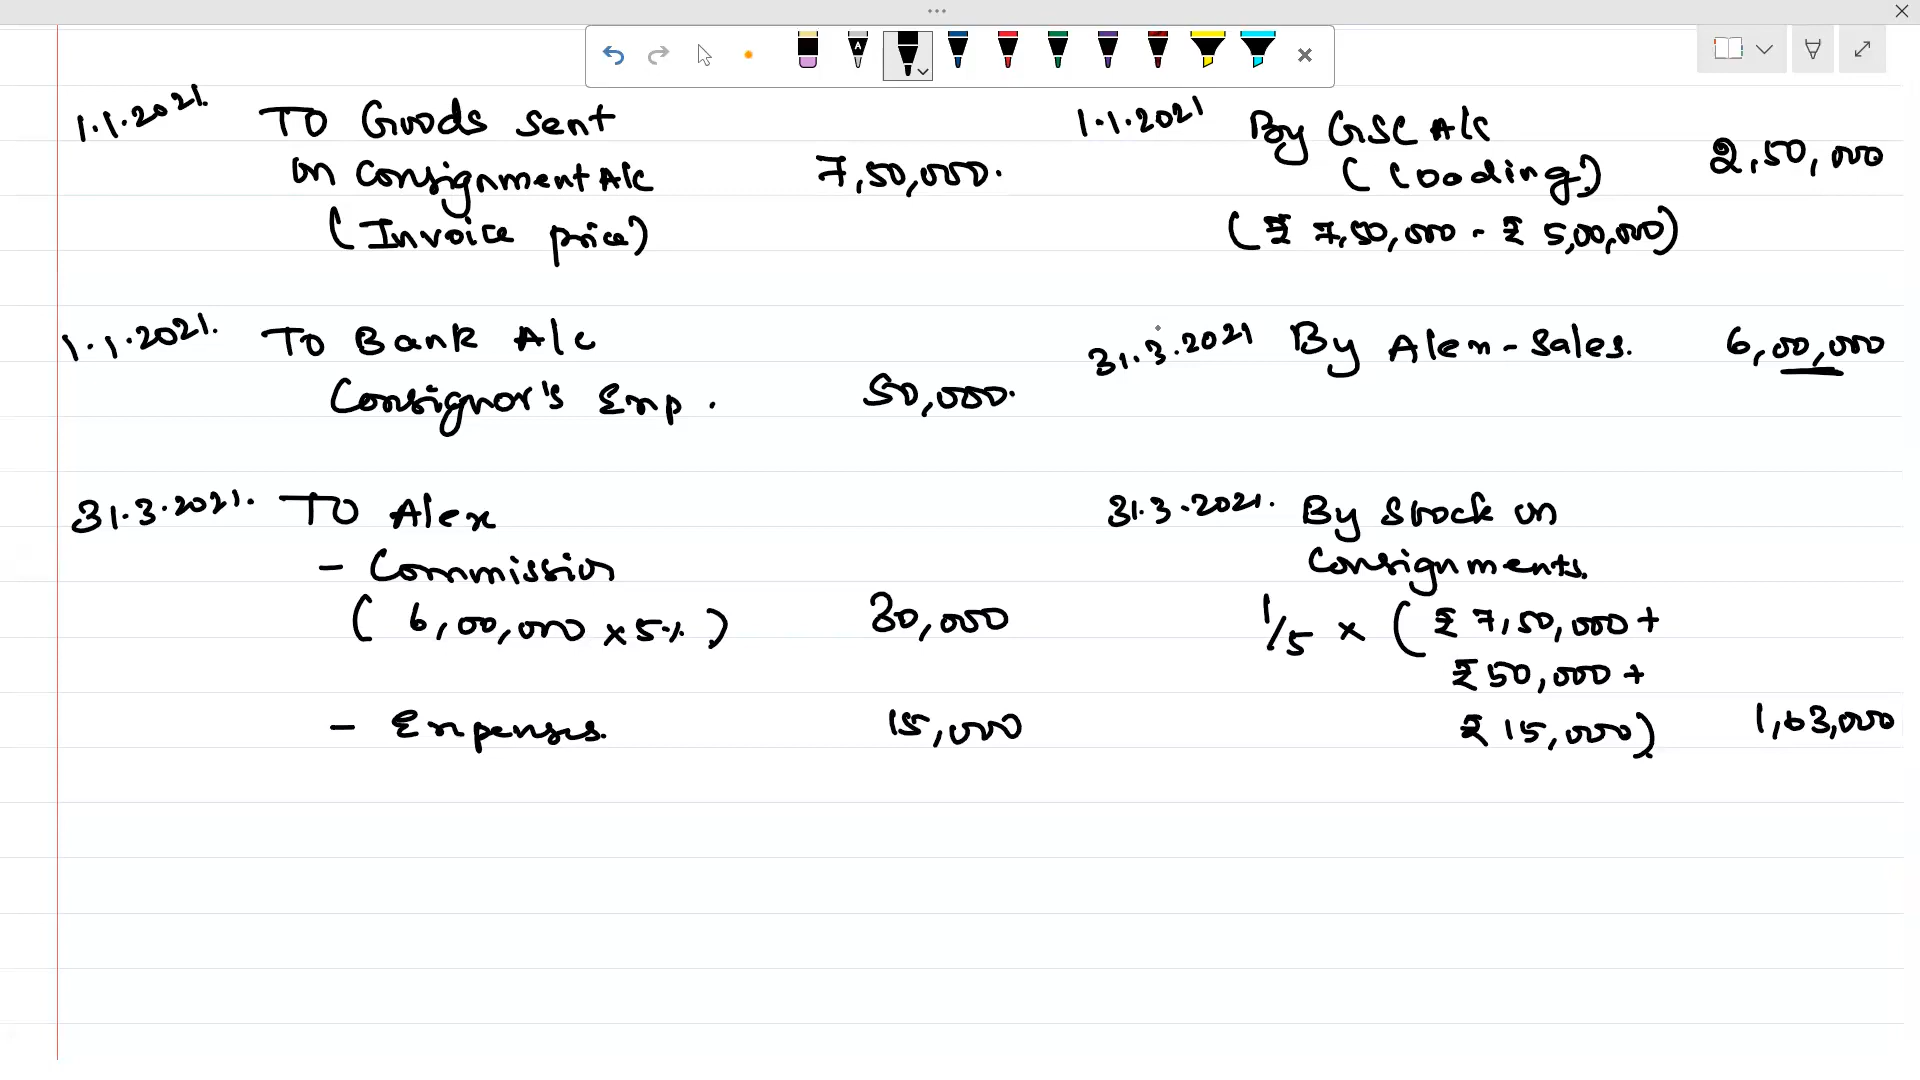 1.1.2021. To Goods sent
on Consignment A/c 7,50,000.
(Invoice price)
1.1.2021. To Bank A/c
Consignor's Exp. 50,000.
31.3.2021. To Alex
- Commission
(6,00,000 x 5%) 30,000
- Expenses. 15,000
1.1.2021 By GSC A/c
(Loading) 2,50,000
(₹ 7,50,000 - ₹ 5,00,000)
31.3.2021 By Alex - Sales. 6,00,000
31.3.2021. By Stock on
Consignments.
1/5 x (₹ 7,50,000 +
₹ 50,000 +
₹ 15,000) 1,63,000